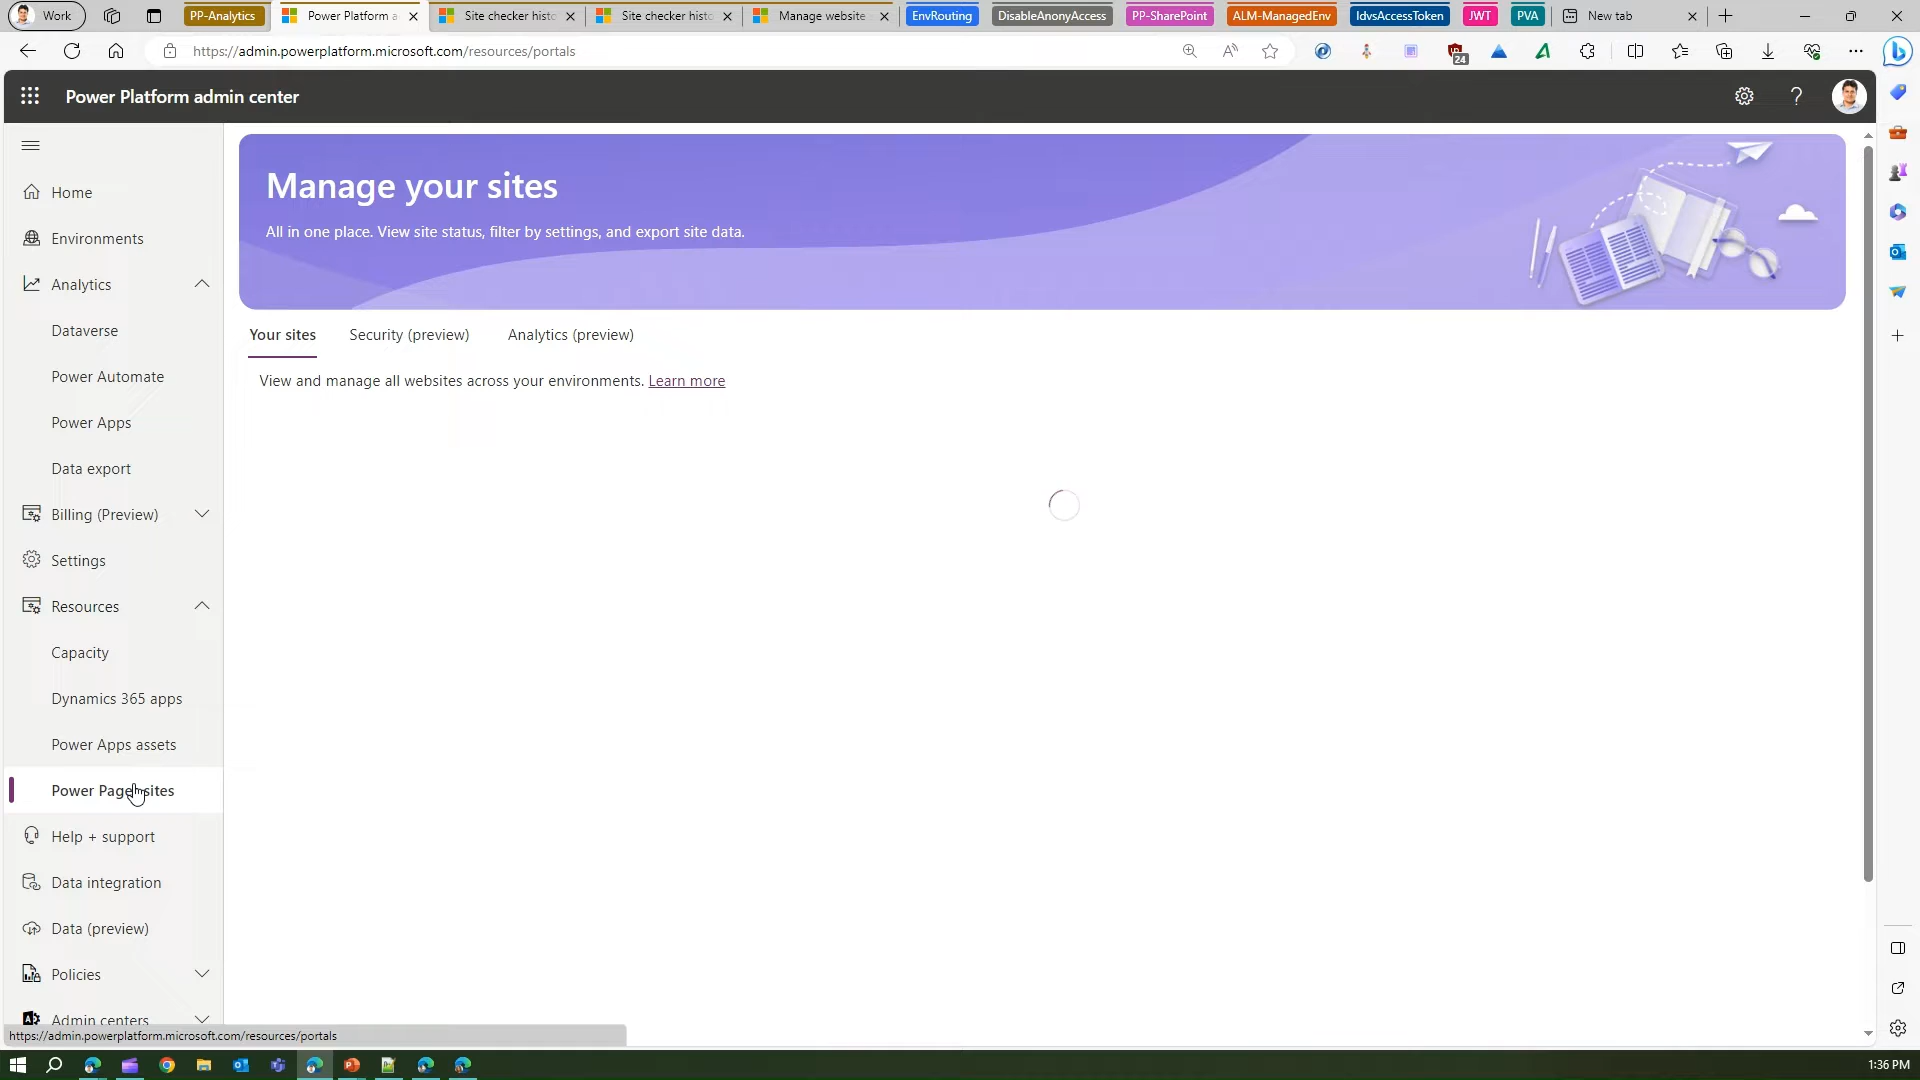 Work
PP-Analytics
Power Platform a
Site checker histo
Site checker histo
Manage website
EnvRouting
DisableAnonyAccess
PP-SharePoint
ALM-ManagedEnv
IdvsAccessToken
JWT
PVA
New tab
https://admin.powerplatform.microsoft.com/resources/portals
24
Power Platform admin center
Manage your sites
All in one place. View site status, filter by settings, and export site data.
Your sites
Security (preview)
Analytics (preview)
View and manage all websites across your environments. Learn more
Home
Environments
Analytics
Dataverse
Power Automate
Power Apps
Data export
Billing (Preview)
Settings
Resources
Capacity
Dynamics 365 apps
Power Apps assets
Power Pages sites
Help + support
Data integration
Data (preview)
Policies
Admin centers
https://admin.powerplatform.microsoft.com/resources/portals
1:36 PM